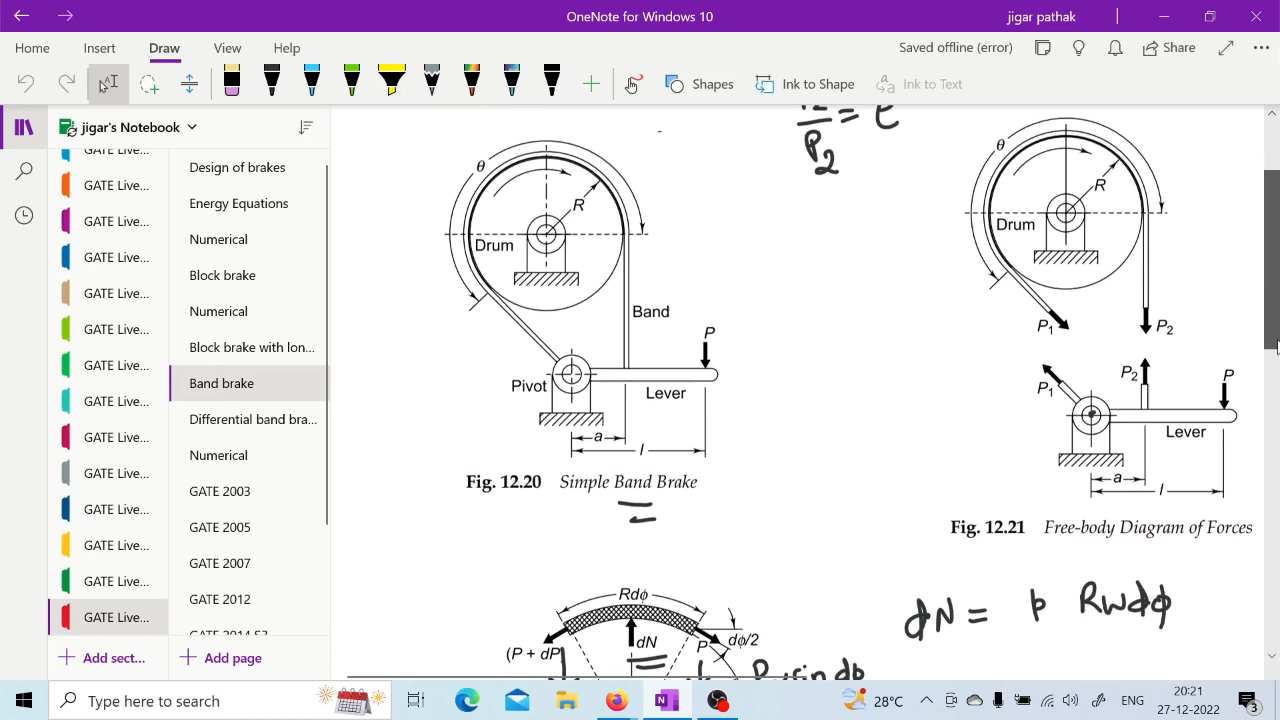 OneNote for Windows 10
jigar pathak
Home Insert Draw View Help
Saved offline (error)
Share
Shapes
Ink to Shape
Ink to Text
jigar's Notebook
GATE Live...
GATE Live...
GATE Live...
GATE Live...
GATE Live...
GATE Live...
GATE Live...
GATE Live...
GATE Live...
GATE Live...
GATE Live...
GATE Live...
GATE Live...
GATE Live...
Add sect...
Design of brakes
Energy Equations
Numerical
Block brake
Numerical
Block brake with lon...
Band brake
Differential band bra...
Numerical
GATE 2003
GATE 2005
GATE 2007
GATE 2012
GATE 2014 S3
Add page
P2 = e
θ
R
Drum
Band
P
Pivot
Lever
a
l
Fig. 12.20 Simple Band Brake
θ
R
Drum
P1
P2
P1
P2
P
Lever
a
l
Fig. 12.21 Free-body Diagram of Forces
Rdϕ
dN
(P + dP)
P
dϕ/2
dN = p Rwdϕ
Type here to search
28°C
ENG
20:21
27-12-2022
3